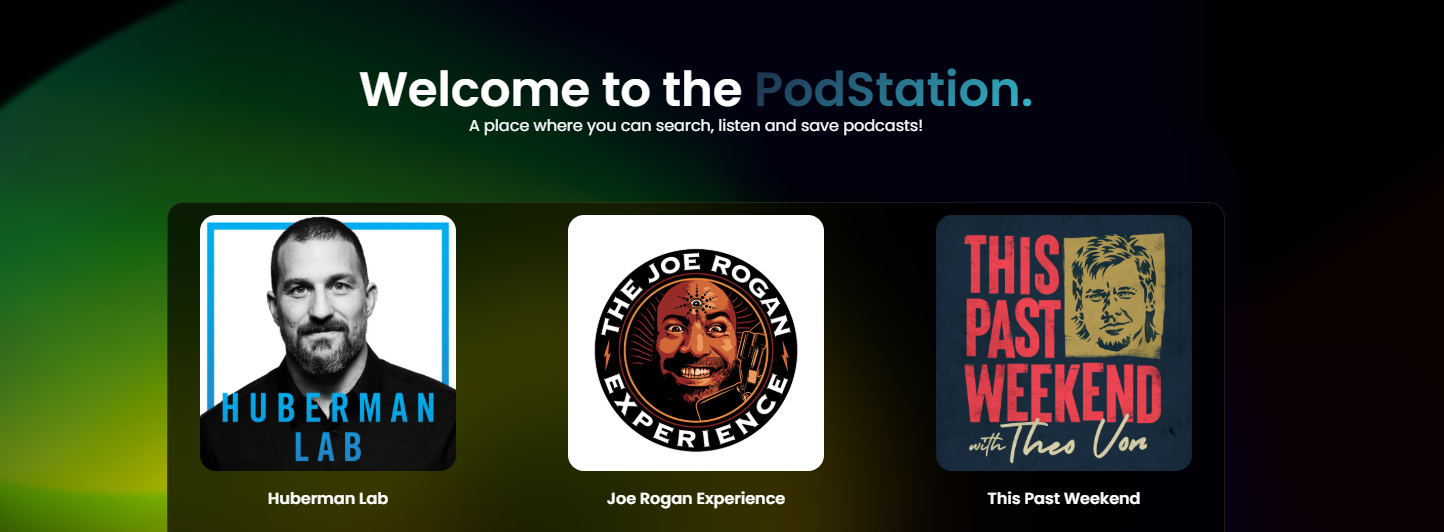 Welcome to the PodStation.
A place where you can search, listen and save podcasts!
HUBERMAN
LAB
THE JOE ROGAN
EXPERIENCE
THIS
PAST
WEEKEND
with Theo Von
Huberman Lab
Joe Rogan Experience
This Past Weekend